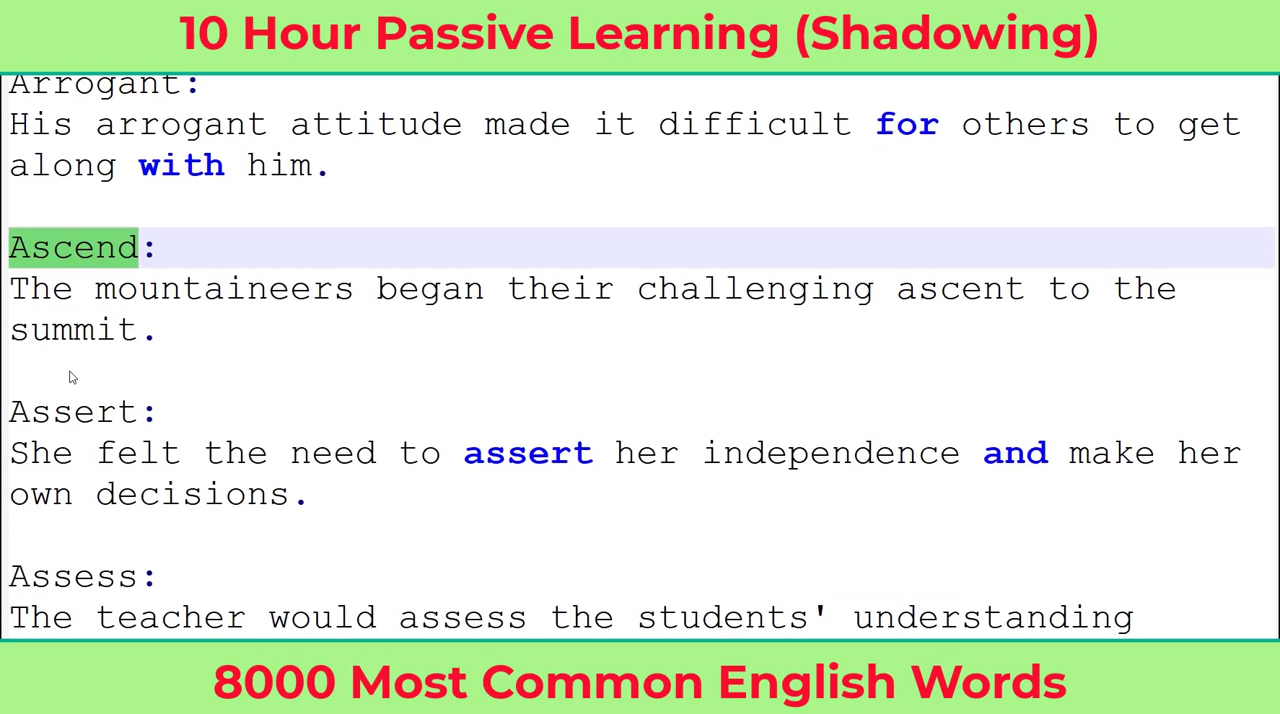 10 Hour Passive Learning (Shadowing)
Arrogant:
His arrogant attitude made it difficult for others to get
along with him.
Ascend:
The mountaineers began their challenging ascent to the
summit.
Assert:
She felt the need to assert her independence and make her
own decisions.
Assess:
The teacher would assess the students' understanding
8000 Most Common English Words